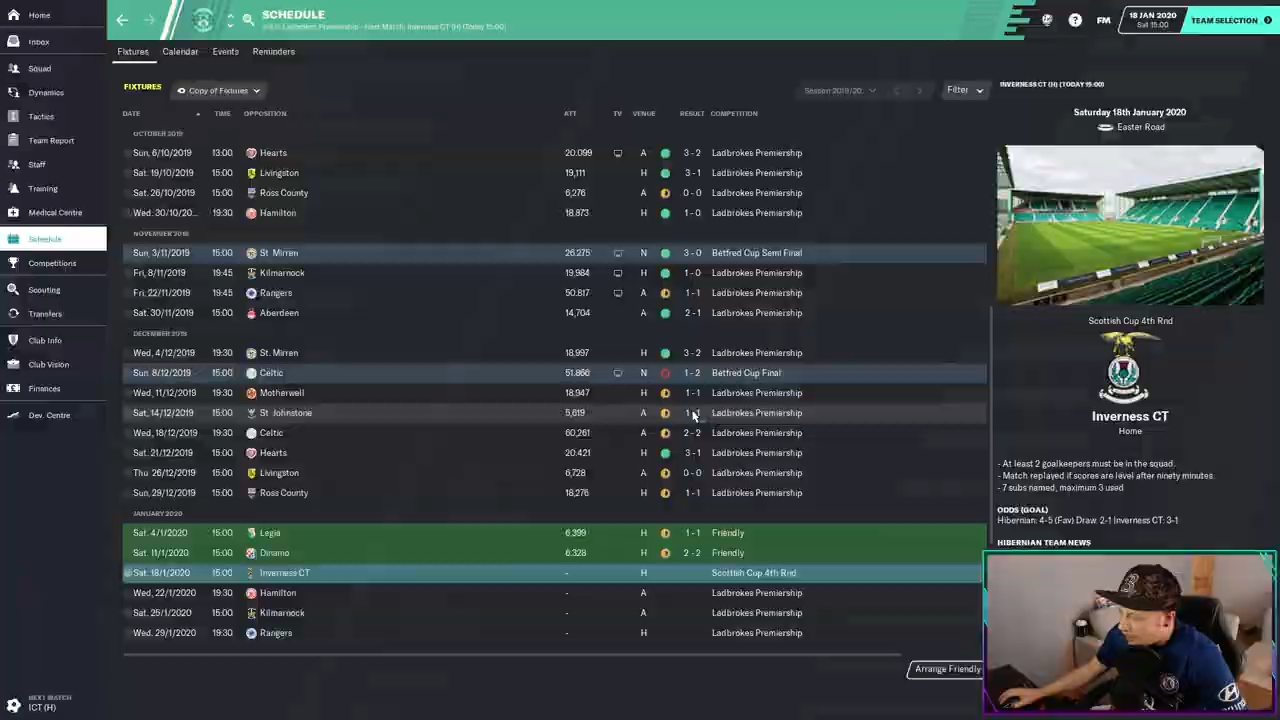 Home
SCHEDULE
18 JAN 2020
Sat 15:00
TEAM SELECTION
FM
Inbox
Squad
Dynamics
Tactics
Team Report
Staff
Training
Medical Centre
Schedule
Competitions
Scouting
Transfers
Club Info
Club Vision
Finances
Dev. Centre
NEXT MATCH
ICT (H)
Fixtures Calendar Events Reminders
FIXTURES Copy of Fixtures Season 2019/20 Filter
DATE TIME OPPOSITION ATT TV VENUE RESULT COMPETITION
OCTOBER 2019
Sun, 6/10/2019 13:00 Hearts 20,099 A 3 - 2 Ladbrokes Premiership
Sat, 19/10/2019 15:00 Livingston 19,111 H 3 - 1 Ladbrokes Premiership
Sat, 26/10/2019 15:00 Ross County 6,276 A 0 - 0 Ladbrokes Premiership
Wed, 30/10/20... 19:30 Hamilton 18,873 H 1 - 0 Ladbrokes Premiership
NOVEMBER 2019
Sun, 3/11/2019 15:00 St. Mirren 26,275 N 3 - 0 Betfred Cup Semi Final
Fri, 8/11/2019 19:45 Kilmarnock 19,984 H 1 - 0 Ladbrokes Premiership
Fri, 22/11/2019 19:45 Rangers 50,817 A 1 - 1 Ladbrokes Premiership
Sat, 30/11/2019 15:00 Aberdeen 14,704 A 2 - 1 Ladbrokes Premiership
DECEMBER 2019
Wed, 4/12/2019 19:30 St. Mirren 18,997 H 3 - 2 Ladbrokes Premiership
Sun, 8/12/2019 15:00 Celtic 51,866 N 1 - 2 Betfred Cup Final
Wed, 11/12/2019 19:30 Motherwell 18,947 H 1 - 1 Ladbrokes Premiership
Sat, 14/12/2019 15:00 St. Johnstone 5,619 A Ladbrokes Premiership
Wed, 18/12/2019 19:30 Celtic 60,261 A 2 - 2 Ladbrokes Premiership
Sat, 21/12/2019 15:00 Hearts 20,421 H 3 - 1 Ladbrokes Premiership
Thu, 26/12/2019 15:00 Livingston 6,728 A 0 - 0 Ladbrokes Premiership
Sun, 29/12/2019 15:00 Ross County 18,276 H 1 - 1 Ladbrokes Premiership
JANUARY 2020
Sat, 4/1/2020 15:00 Legia 6,399 H 1 - 1 Friendly
Sat, 11/1/2020 15:00 Dinamo 6,328 H 2 - 2 Friendly
Sat, 18/1/2020 15:00 Inverness CT - H Scottish Cup 4th Rnd
Wed, 22/1/2020 19:30 Hamilton - A Ladbrokes Premiership
Sat, 25/1/2020 15:00 Kilmarnock - A Ladbrokes Premiership
Wed, 29/1/2020 19:30 Rangers - H Ladbrokes Premiership
Arrange Friendly
INVERNESS CT (H) (TODAY 15:00)
Saturday 18th January 2020
Easter Road
Scottish Cup 4th Rnd
Inverness CT
Home
- At least 2 goalkeepers must be in the squad.
- Match replayed if scores are level after ninety minutes.
- 7 subs named, maximum 3 used
ODDS (GOAL)
Hibernian: 4-5 (Fav) Draw: 2-1 Inverness CT: 3-1
HIBERNIAN TEAM NEWS